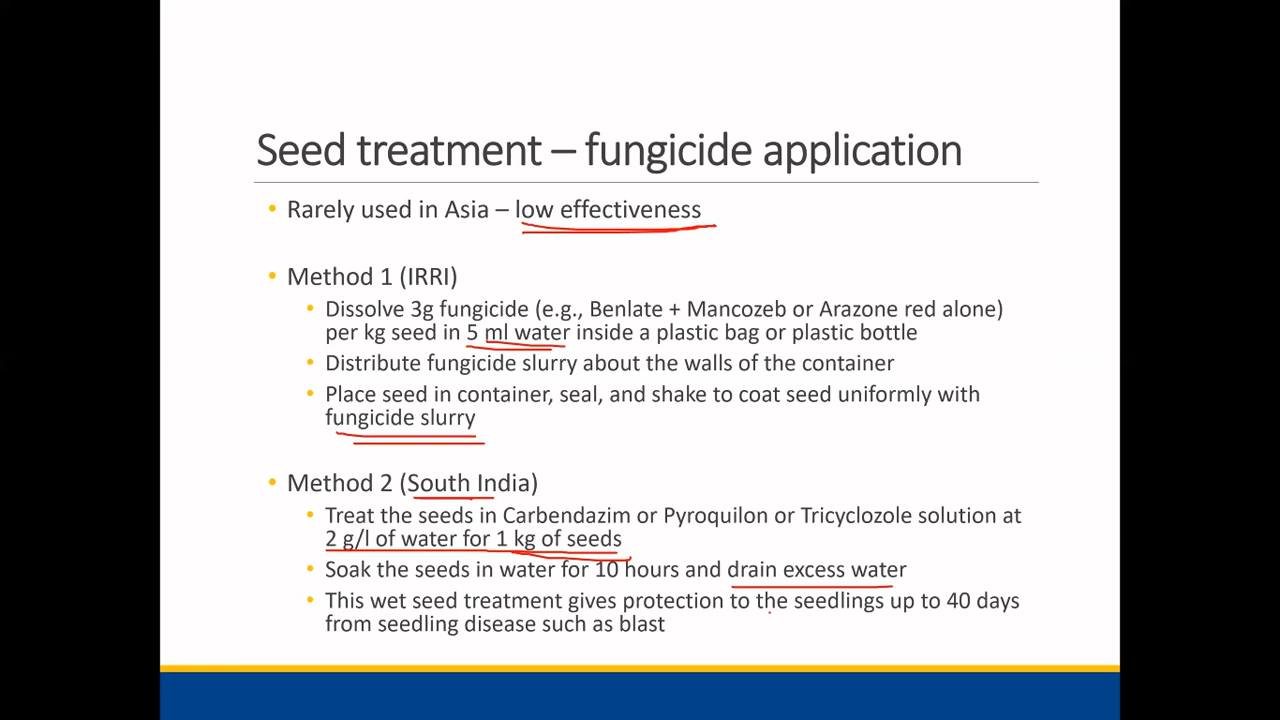 Seed treatment – fungicide application
• Rarely used in Asia – low effectiveness
• Method 1 (IRRI)
• Dissolve 3g fungicide (e.g., Benlate + Mancozeb or Arazone red alone)
per kg seed in 5 ml water inside a plastic bag or plastic bottle
• Distribute fungicide slurry about the walls of the container
• Place seed in container, seal, and shake to coat seed uniformly with
fungicide slurry
• Method 2 (South India)
• Treat the seeds in Carbendazim or Pyroquilon or Tricyclozole solution at
2 g/l of water for 1 kg of seeds
• Soak the seeds in water for 10 hours and drain excess water
• This wet seed treatment gives protection to the seedlings up to 40 days
from seedling disease such as blast